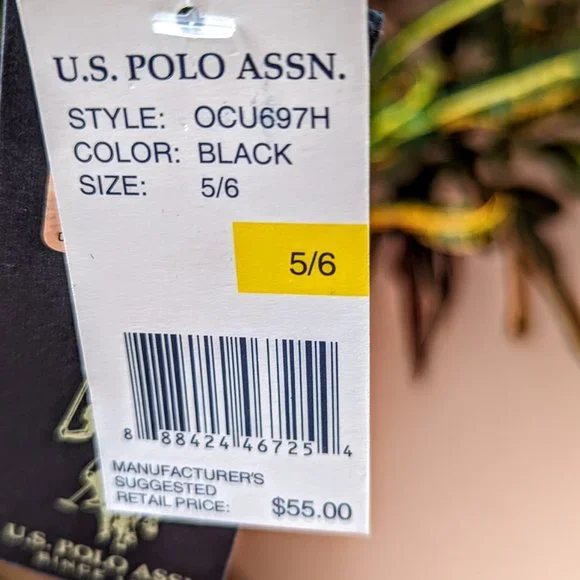 U.S. POLO ASSN.
STYLE: OCU697H
COLOR: BLACK
SIZE: 5/6
5/6
8 88424 46725 4
MANUFACTURER'S
SUGGESTED
RETAIL PRICE: $55.00
U.S. POLO ASSN.
SINCE